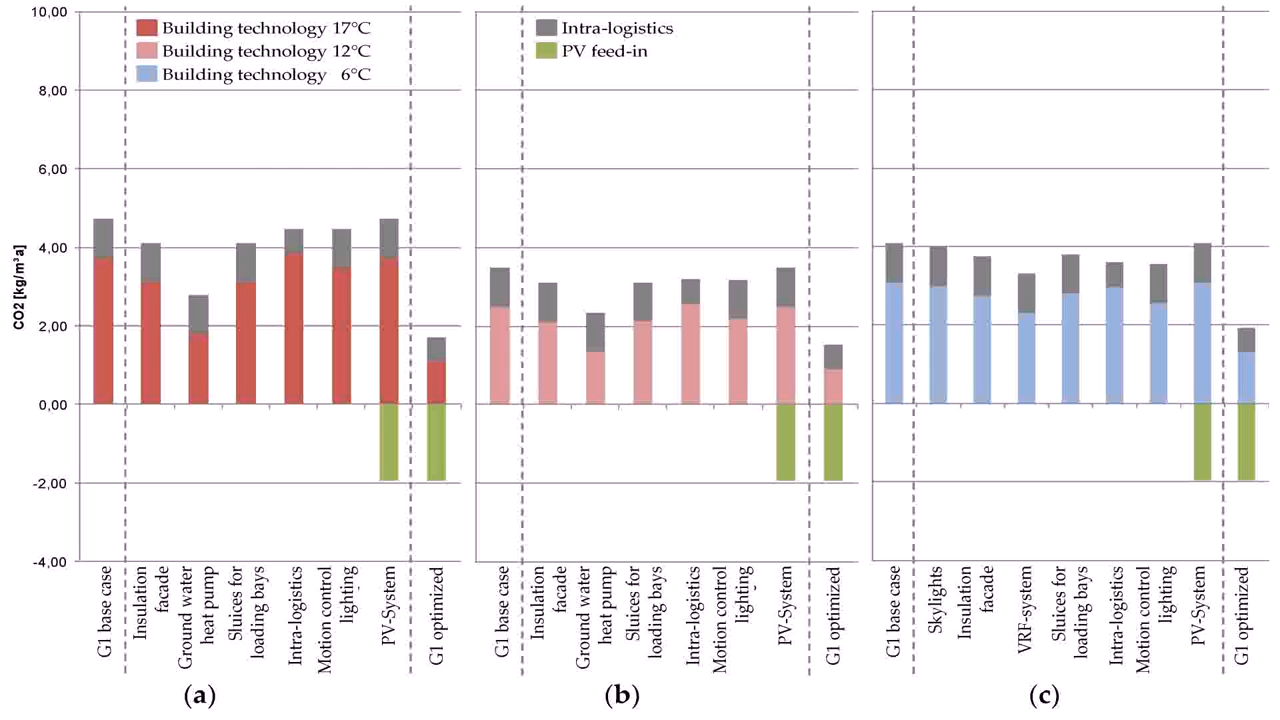 10,00
8,00
6,00
4,00
2,00
0,00
-2,00
-4,00
CO2 [kg/m³a]
Building technology 17°C
Building technology 12°C
Building technology 6°C
Intra-logistics
PV feed-in
G1 base case
Insulation
facade
Ground water
heat pump
Sluices for
loading bays
Intra-logistics
Motion control
lighting
PV-System
G1 optimized
G1 base case
Insulation
facade
Ground water
heat pump
Sluices for
loading bays
Intra-logistics
Motion control
lighting
PV-System
G1 optimized
G1 base case
Skylights
Insulation
facade
VRF-system
Sluices for
loading bays
Intra-logistics
Motion control
lighting
PV-System
G1 optimized
(a)
(b)
(c)